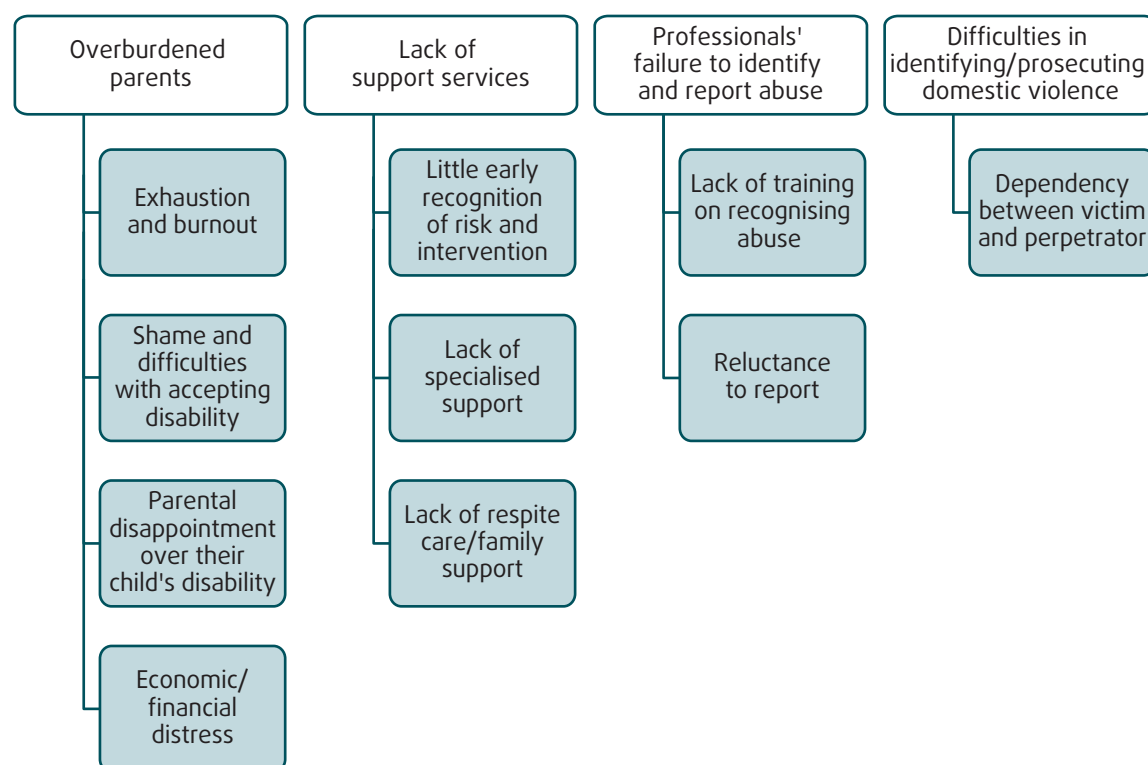 Overburdened
parents
Exhaustion
and burnout
Shame and
difficulties
with accepting
disability
Parental
disappointment
over their
child's disability
Economic/
financial
distress
Lack of
support services
Little early
recognition
of risk and
intervention
Lack of
specialised
support
Lack of respite
care/family
support
Professionals'
failure to identify
and report abuse
Lack of training
on recognising
abuse
Reluctance
to report
Difficulties in
identifying/prosecuting
domestic violence
Dependency
between victim
and perpetrator